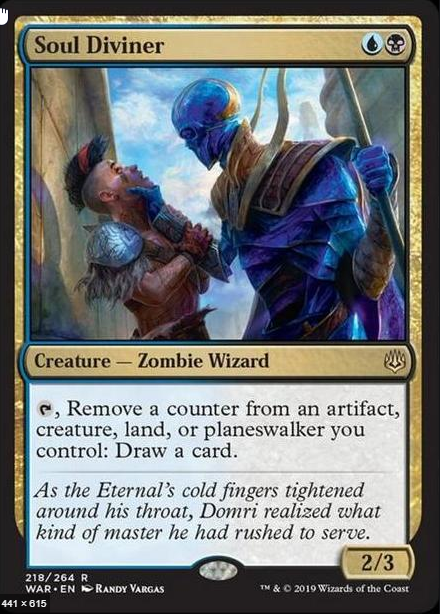 Soul Diviner
Creature — Zombie Wizard
, Remove a counter from an artifact,
creature, land, or planeswalker you
control: Draw a card.
As the Eternal's cold fingers tightened
around his throat, Domri realized what
kind of master he had rushed to serve.
2/3
218/264 R
WAR • EN RANDY VARGAS
™ & © 2019 Wizards of the Coast
441 × 615